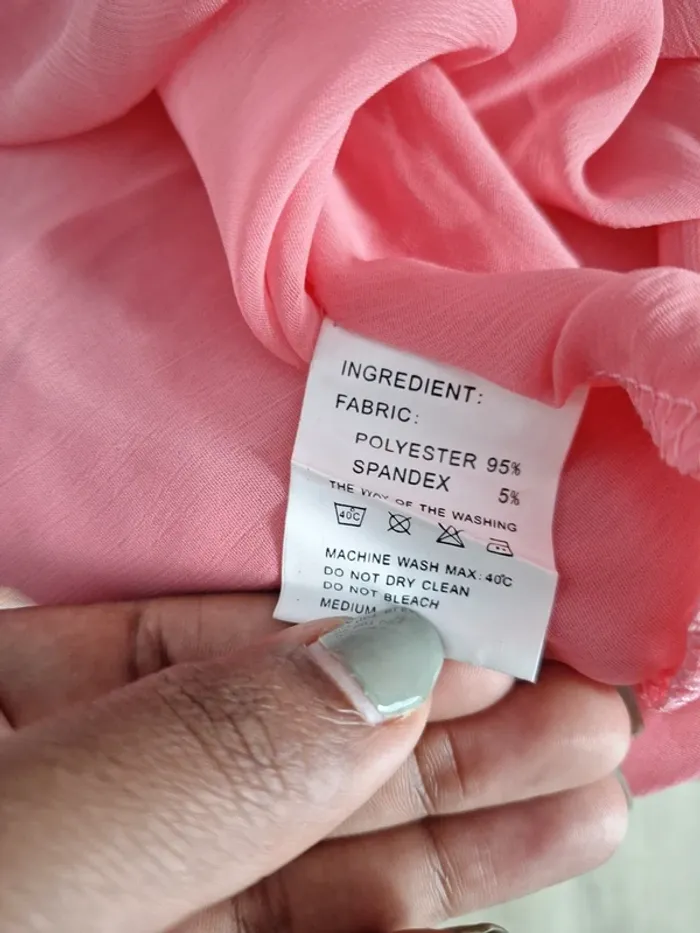 INGREDIENT:
FABRIC:
POLYESTER 95%
SPANDEX 5%
THE WAY OF THE WASHING
40C
MACHINE WASH MAX: 40℃
DO NOT DRY CLEAN
DO NOT BLEACH
MEDIUM